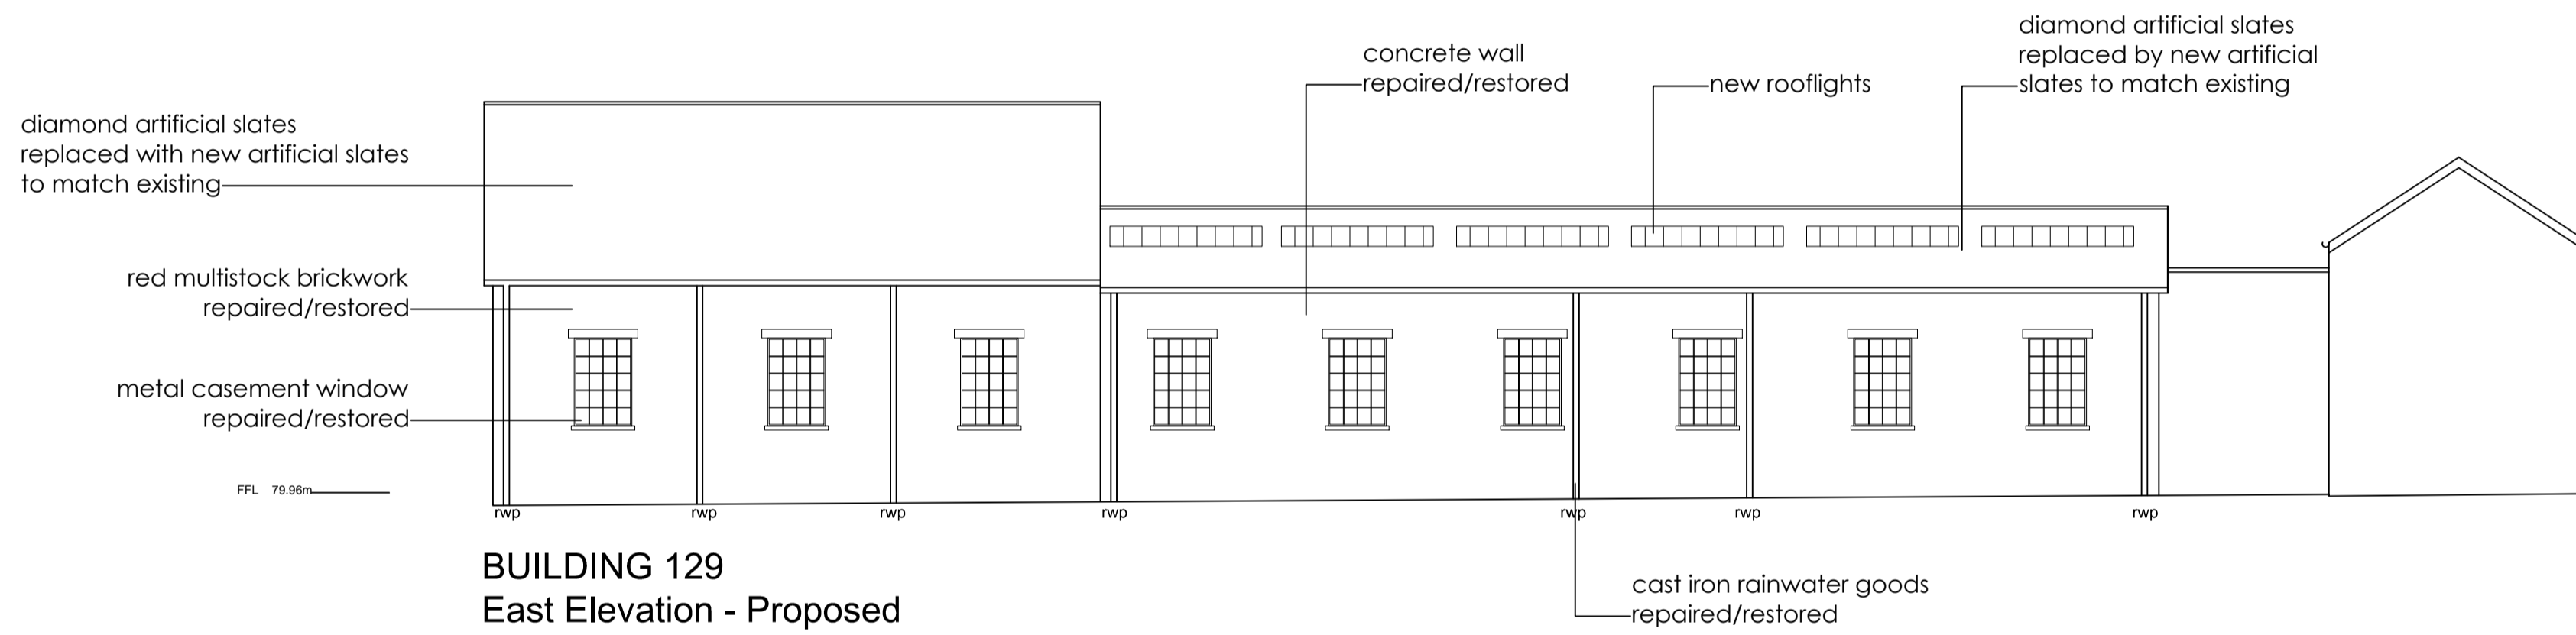 diamond artificial slates
replaced with new artificial slates
to match existing
red multistock brickwork
repaired/restored
metal casement window
repaired/restored
FFL 79.96m
concrete wall
repaired/restored
new rooflights
diamond artificial slates
replaced by new artificial
slates to match existing
rwp
rwp
rwp
rwp
rwp
rwp
rwp
cast iron rainwater goods
repaired/restored
BUILDING 129
East Elevation - Proposed